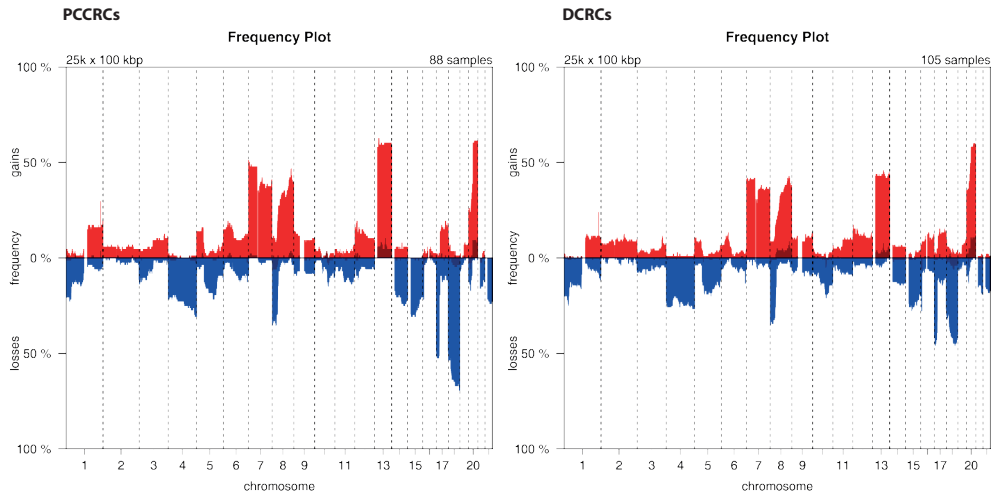 PCCRCs
Frequency Plot
25k x 100 kbp 88 samples
100 %
50 %
0 %
50 %
100 %
gains
frequency
losses
1 2 3 4 5 6 7 8 9 11 13 15 17 20
chromosome
DCRCs
Frequency Plot
25k x 100 kbp 105 samples
100 %
50 %
0 %
50 %
100 %
gains
frequency
losses
1 2 3 4 5 6 7 8 9 11 13 15 17 20
chromosome